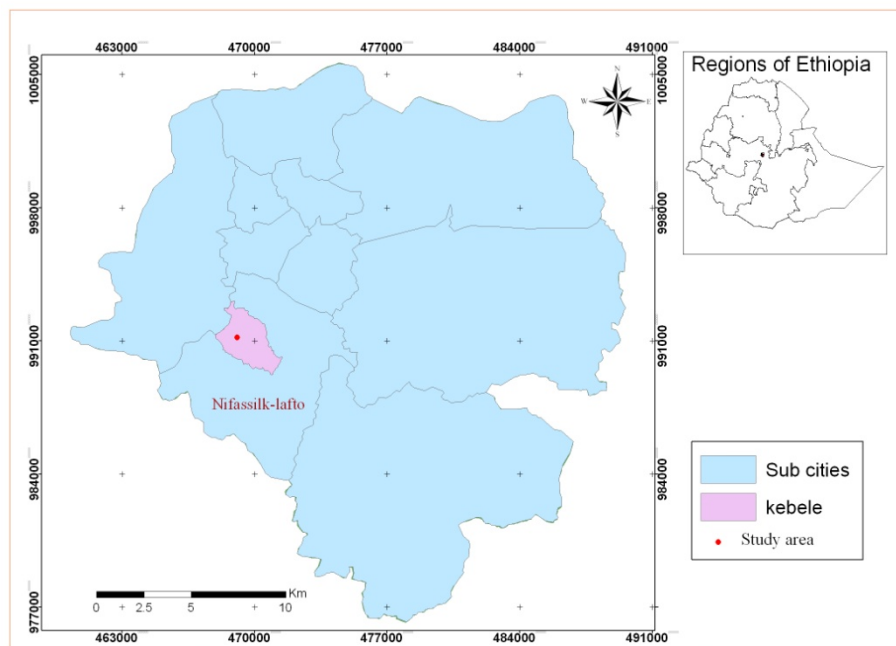 463000 470000 477000 484000 491000
1005000
998000
991000
984000
977000
N
W E
S
Nifassilk-lafto
Km
0 2.5 5 10
463000 470000 477000 484000 491000
1005000
998000
991000
984000
977000
Regions of Ethiopia
Sub cities
kebele
Study area